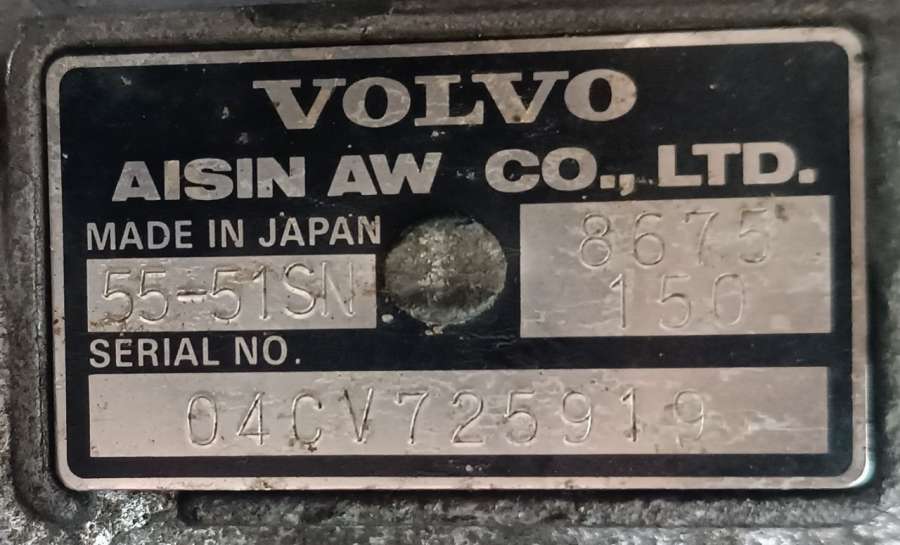 VOLVO
AISIN AW CO., LTD.
MADE IN JAPAN
55-51SN
8675
150
SERIAL NO.
04CV725919